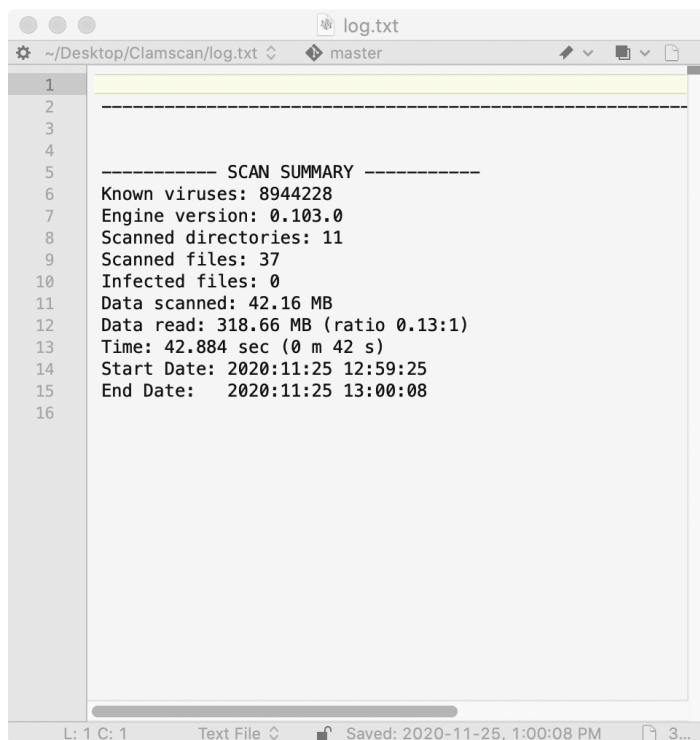 log.txt
~/Desktop/Clamscan/log.txt master
1
2 --------------------------------------------------------
3
4
5 ----------- SCAN SUMMARY -----------
6 Known viruses: 8944228
7 Engine version: 0.103.0
8 Scanned directories: 11
9 Scanned files: 37
10 Infected files: 0
11 Data scanned: 42.16 MB
12 Data read: 318.66 MB (ratio 0.13:1)
13 Time: 42.884 sec (0 m 42 s)
14 Start Date: 2020:11:25 12:59:25
15 End Date:   2020:11:25 13:00:08
16
L: 1 C: 1 Text File Saved: 2020-11-25, 1:00:08 PM 3...